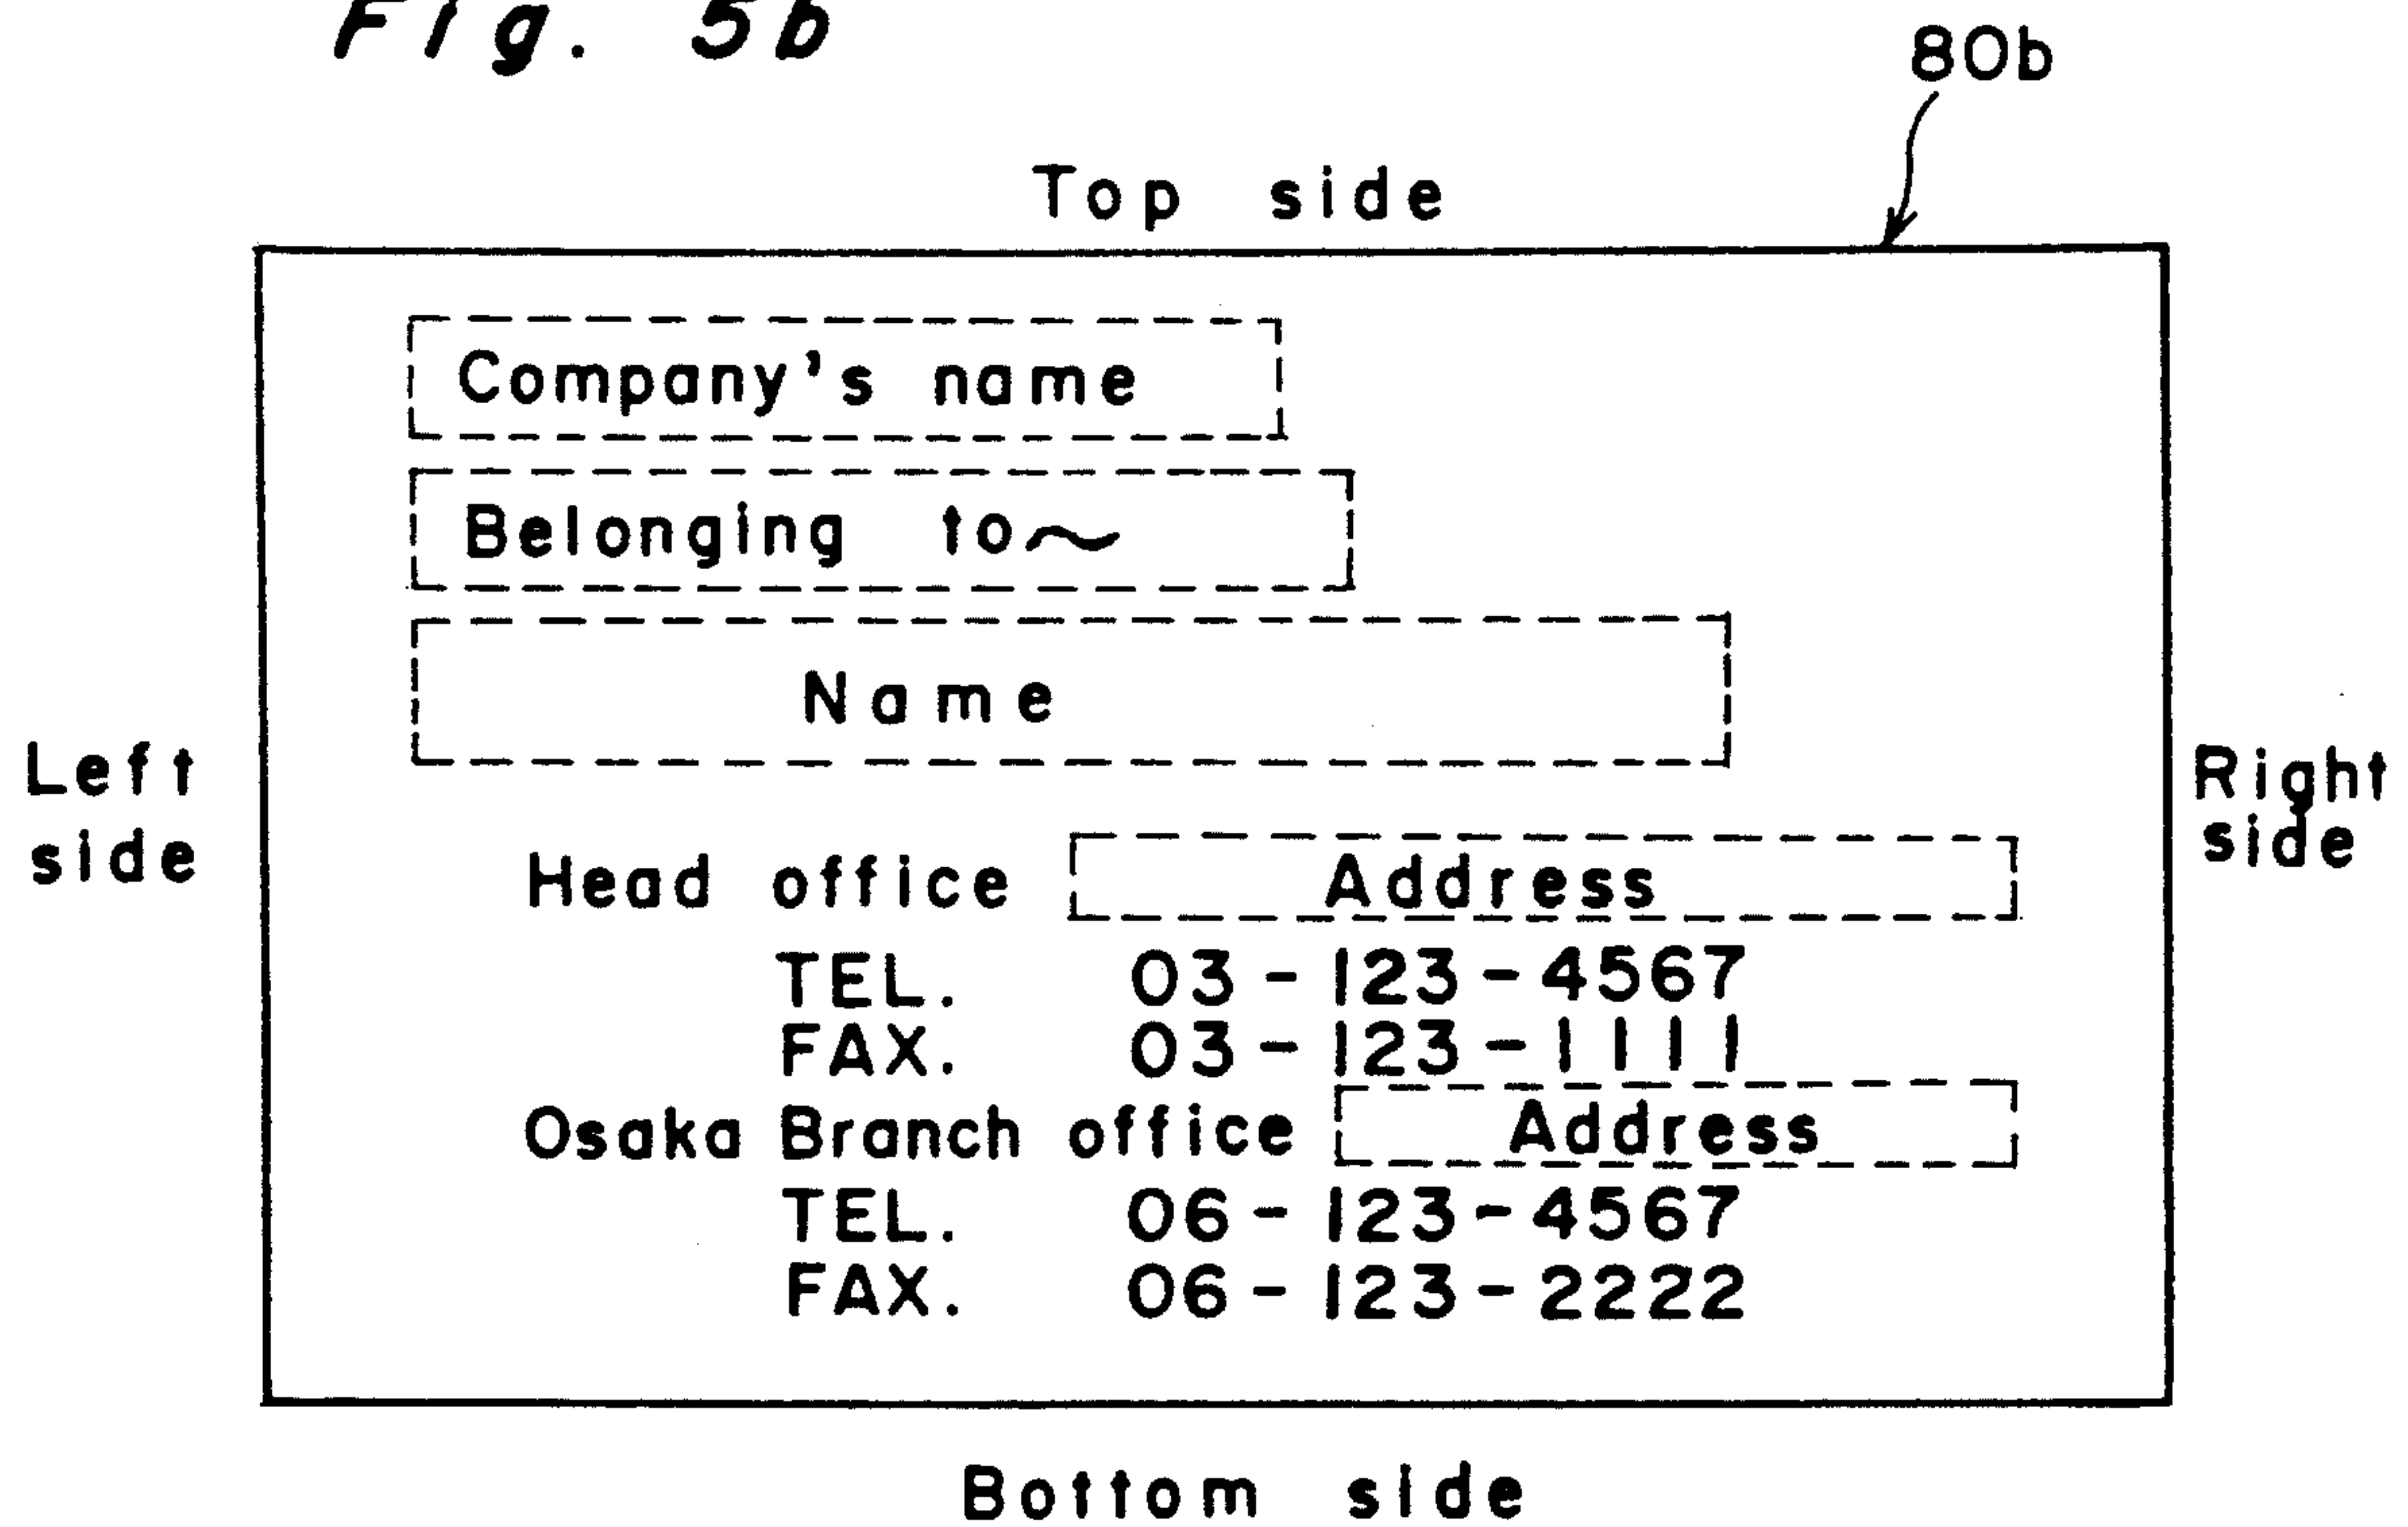 Fig. 5b
80b
Top side
Company's name
Belonging to~
Name
Left
side
Right
side
Head office Address
TEL. 03-123-4567
FAX. 03-123-1111
Osaka Branch office Address
TEL. 06-123-4567
FAX. 06-123-2222
Bottom side